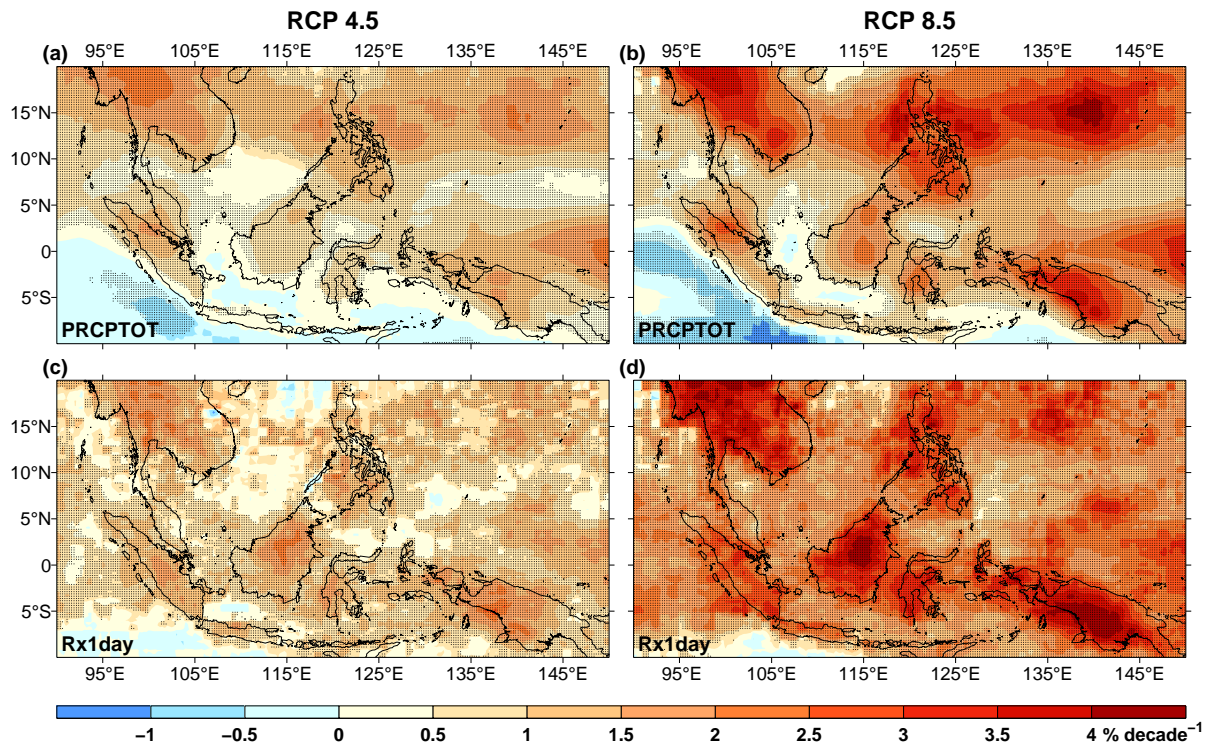 RCP 4.5 RCP 8.5
(a) 95°E 105°E 115°E 125°E 135°E 145°E (b) 95°E 105°E 115°E 125°E 135°E 145°E
15°N
10°N
5°N
0
5°S
PRCPTOT PRCPTOT
(c) (d)
15°N
10°N
5°N
0
5°S
Rx1day Rx1day
95°E 105°E 115°E 125°E 135°E 145°E 95°E 105°E 115°E 125°E 135°E 145°E
−1 −0.5 0 0.5 1 1.5 2 2.5 3 3.5 4 % decade⁻¹